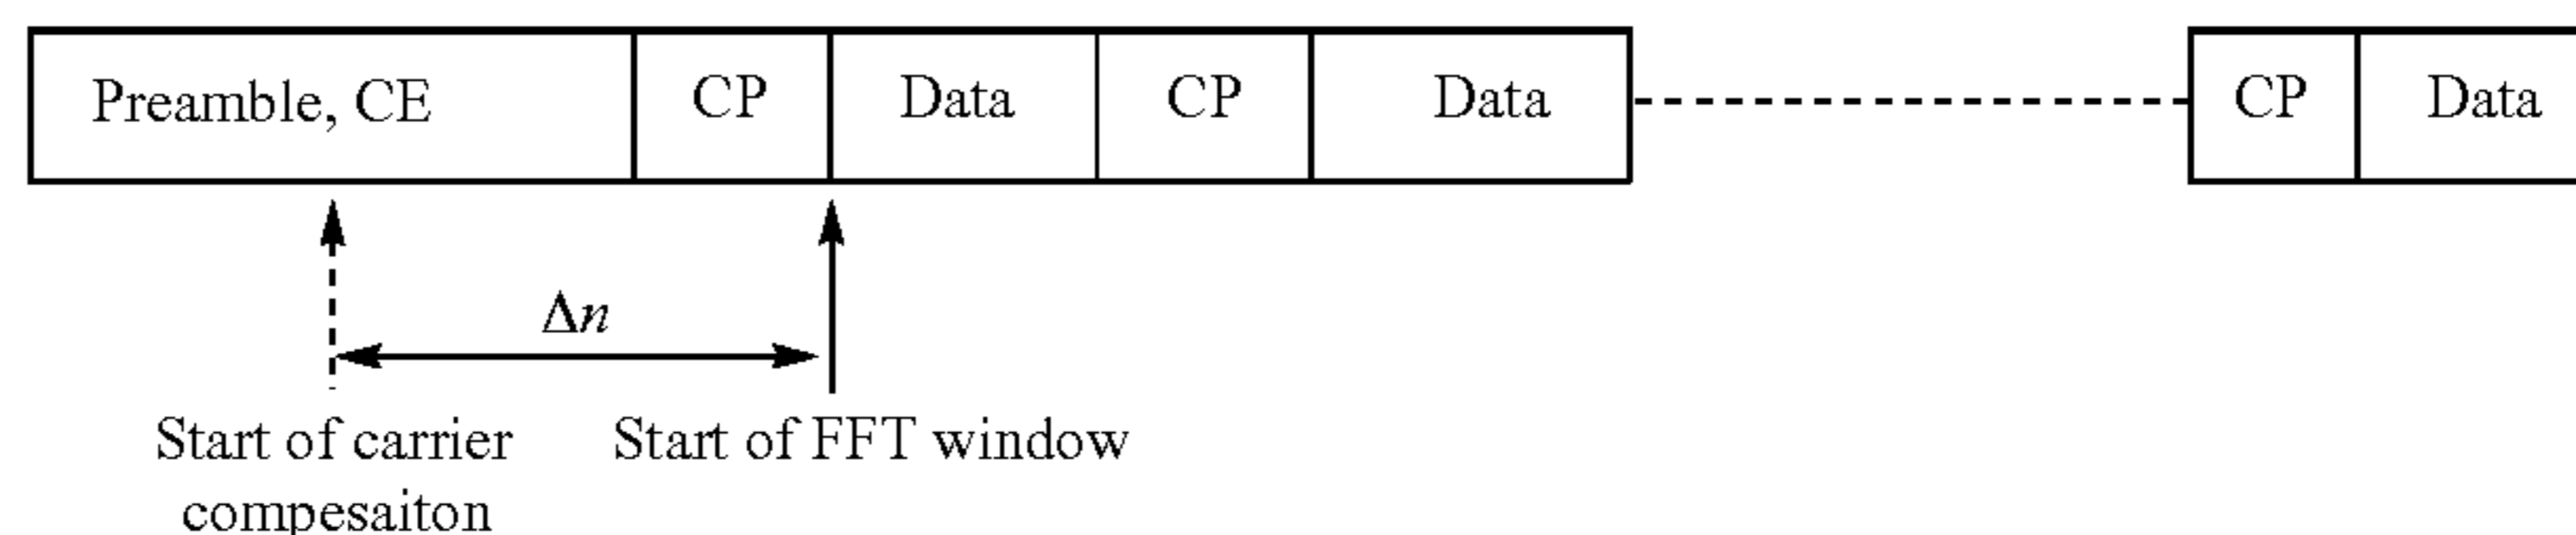 Preamble, CE
CP
Data
CP
Data
CP
Data
Δn
Start of carrier
compesaiton
Start of FFT window